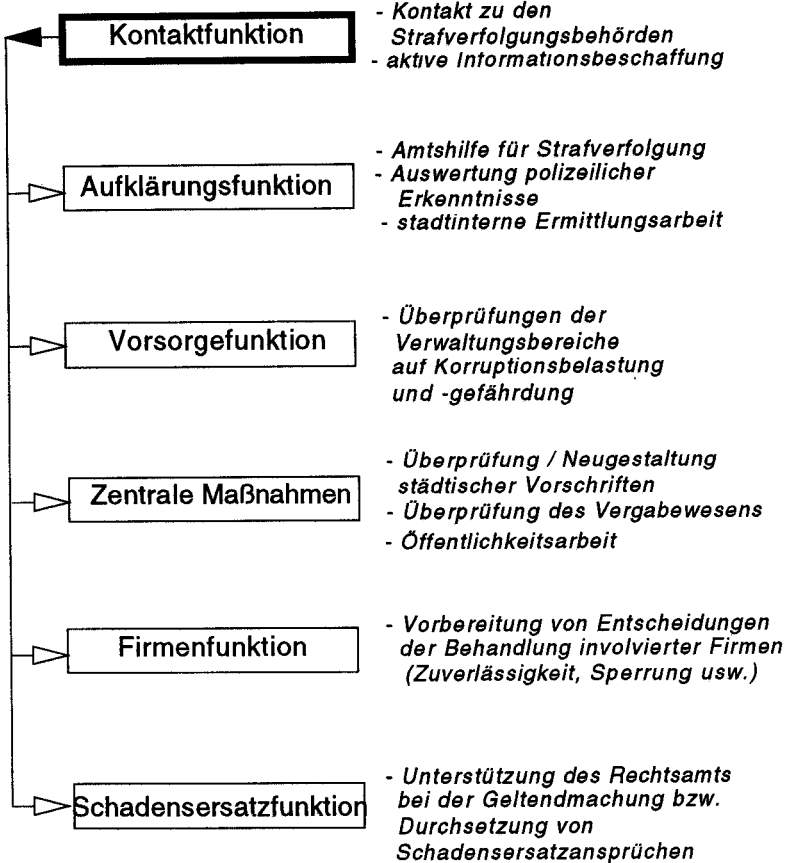 Kontaktfunktion
- Kontakt zu den
Strafverfolgungsbehörden
- aktive Informationsbeschaffung
Aufklärungsfunktion
- Amtshilfe für Strafverfolgung
- Auswertung polizeilicher
Erkenntnisse
- stadtinterne Ermittlungsarbeit
Vorsorgefunktion
- Überprüfungen der
Verwaltungsbereiche
auf Korruptionsbelastung
und -gefährdung
Zentrale Maßnahmen
- Überprüfung / Neugestaltung
städtischer Vorschriften
- Überprüfung des Vergabewesens
- Öffentlichkeitsarbeit
Firmenfunktion
- Vorbereitung von Entscheidungen
der Behandlung involvierter Firmen
(Zuverlässigkeit, Sperrung usw.)
Schadensersatzfunktion
- Unterstützung des Rechtsamts
bei der Geltendmachung bzw.
Durchsetzung von
Schadensersatzansprüchen